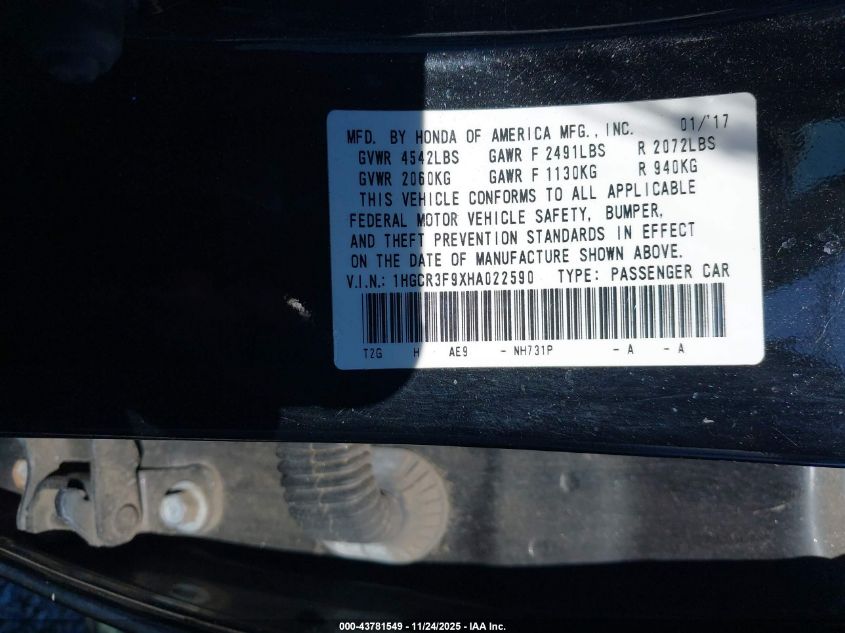 MFD. BY HONDA OF AMERICA MFG., INC. 01/'17
GVWR 4542LBS GAWR F 2491LBS R 2072LBS
GVWR 2060KG GAWR F 1130KG R 940KG
THIS VEHICLE CONFORMS TO ALL APPLICABLE
FEDERAL MOTOR VEHICLE SAFETY, BUMPER,
AND THEFT PREVENTION STANDARDS IN EFFECT
ON THE DATE OF MANUFACTURE SHOWN ABOVE.
V.I.N.: 1HGCR3F9XHA022590 TYPE: PASSENGER CAR
T2G H AE9 - NH731P - A - A
000-43781549 - 11/24/2025 - IAA Inc.